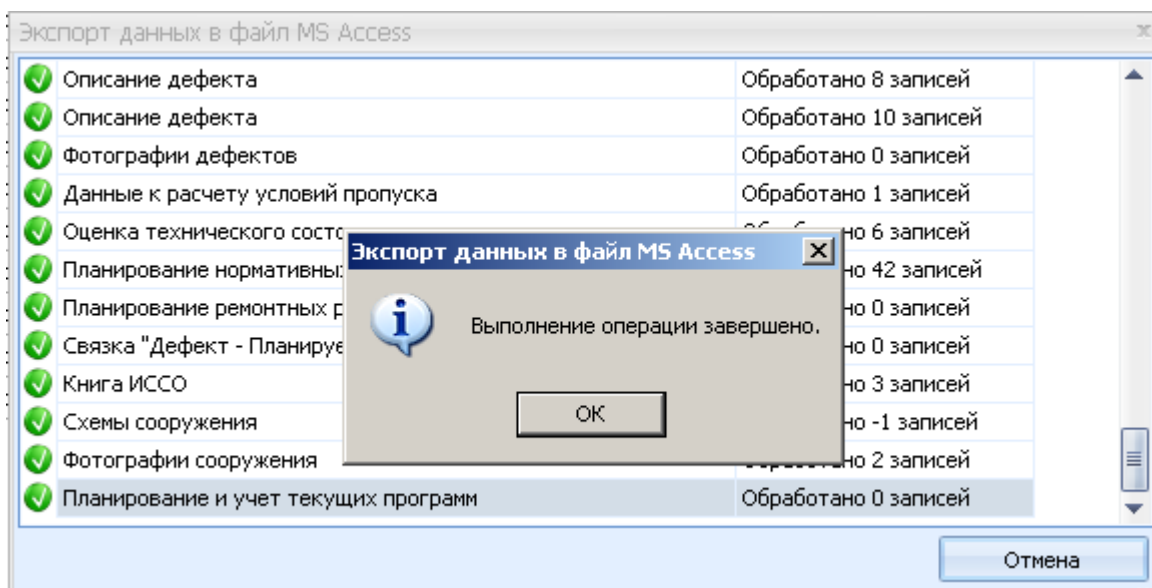 Экспорт данных в файл MS Access
Описание дефекта Обработано 8 записей
Описание дефекта Обработано 10 записей
Фотографии дефектов Обработано 0 записей
Данные к расчету условий пропуска Обработано 1 записей
Оценка технического но 6 записей
Экспорт данных в файл MS Access
Планирование но 42 записей
Планирование ремонтных но 0 записей
Выполнение операции завершено.
Связка "Дефект - но 0 записей
Книга ИССО но 3 записей
OK
Схемы сооружения но -1 записей
Фотографии сооружения но 2 записей
Планирование и учет текущих программ Обработано 0 записей
Отмена